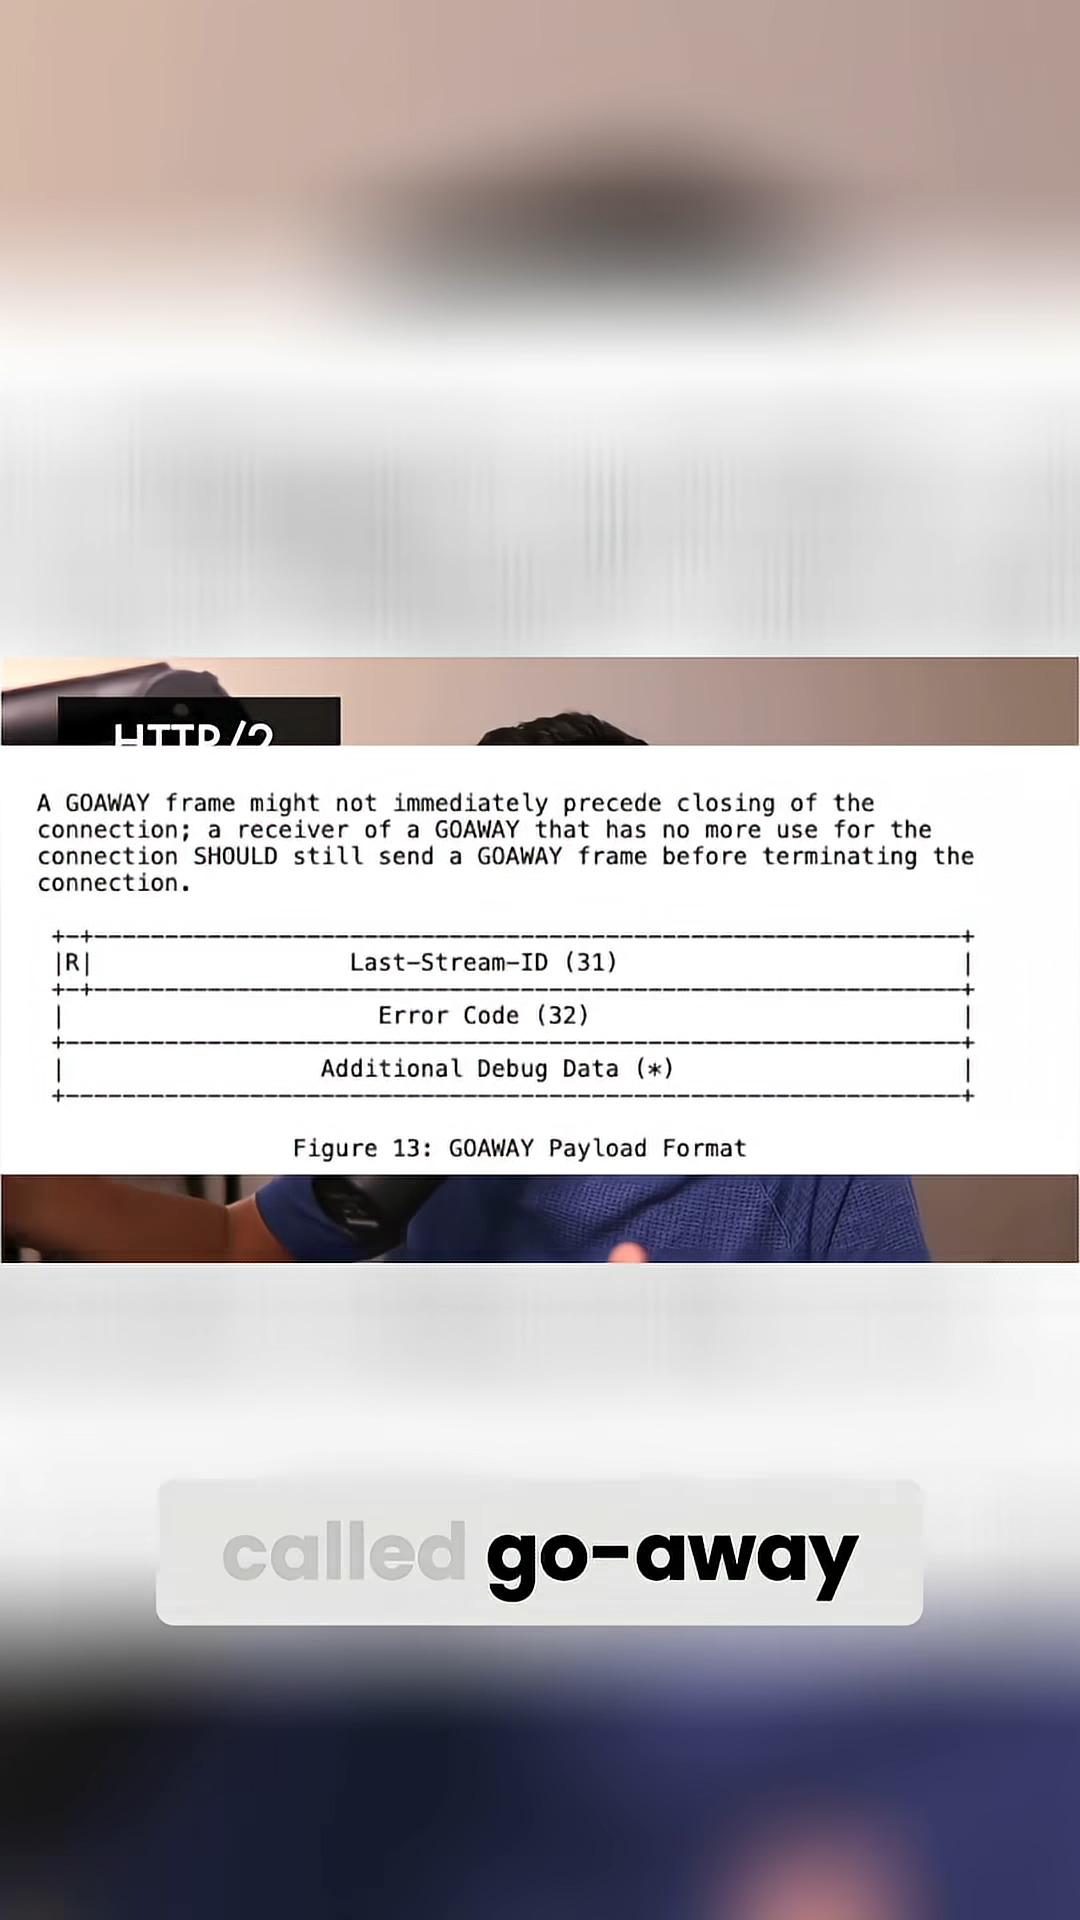 HTTP/2
A GOAWAY frame might not immediately precede closing of the
connection; a receiver of a GOAWAY that has no more use for the
connection SHOULD still send a GOAWAY frame before terminating the
connection.
+-+-------------------------------------------------------------+
|R|                  Last-Stream-ID (31)                        |
+-+-------------------------------------------------------------+
|                      Error Code (32)                          |
+---------------------------------------------------------------+
|                  Additional Debug Data (*)                    |
+---------------------------------------------------------------+
Figure 13: GOAWAY Payload Format
called go-away